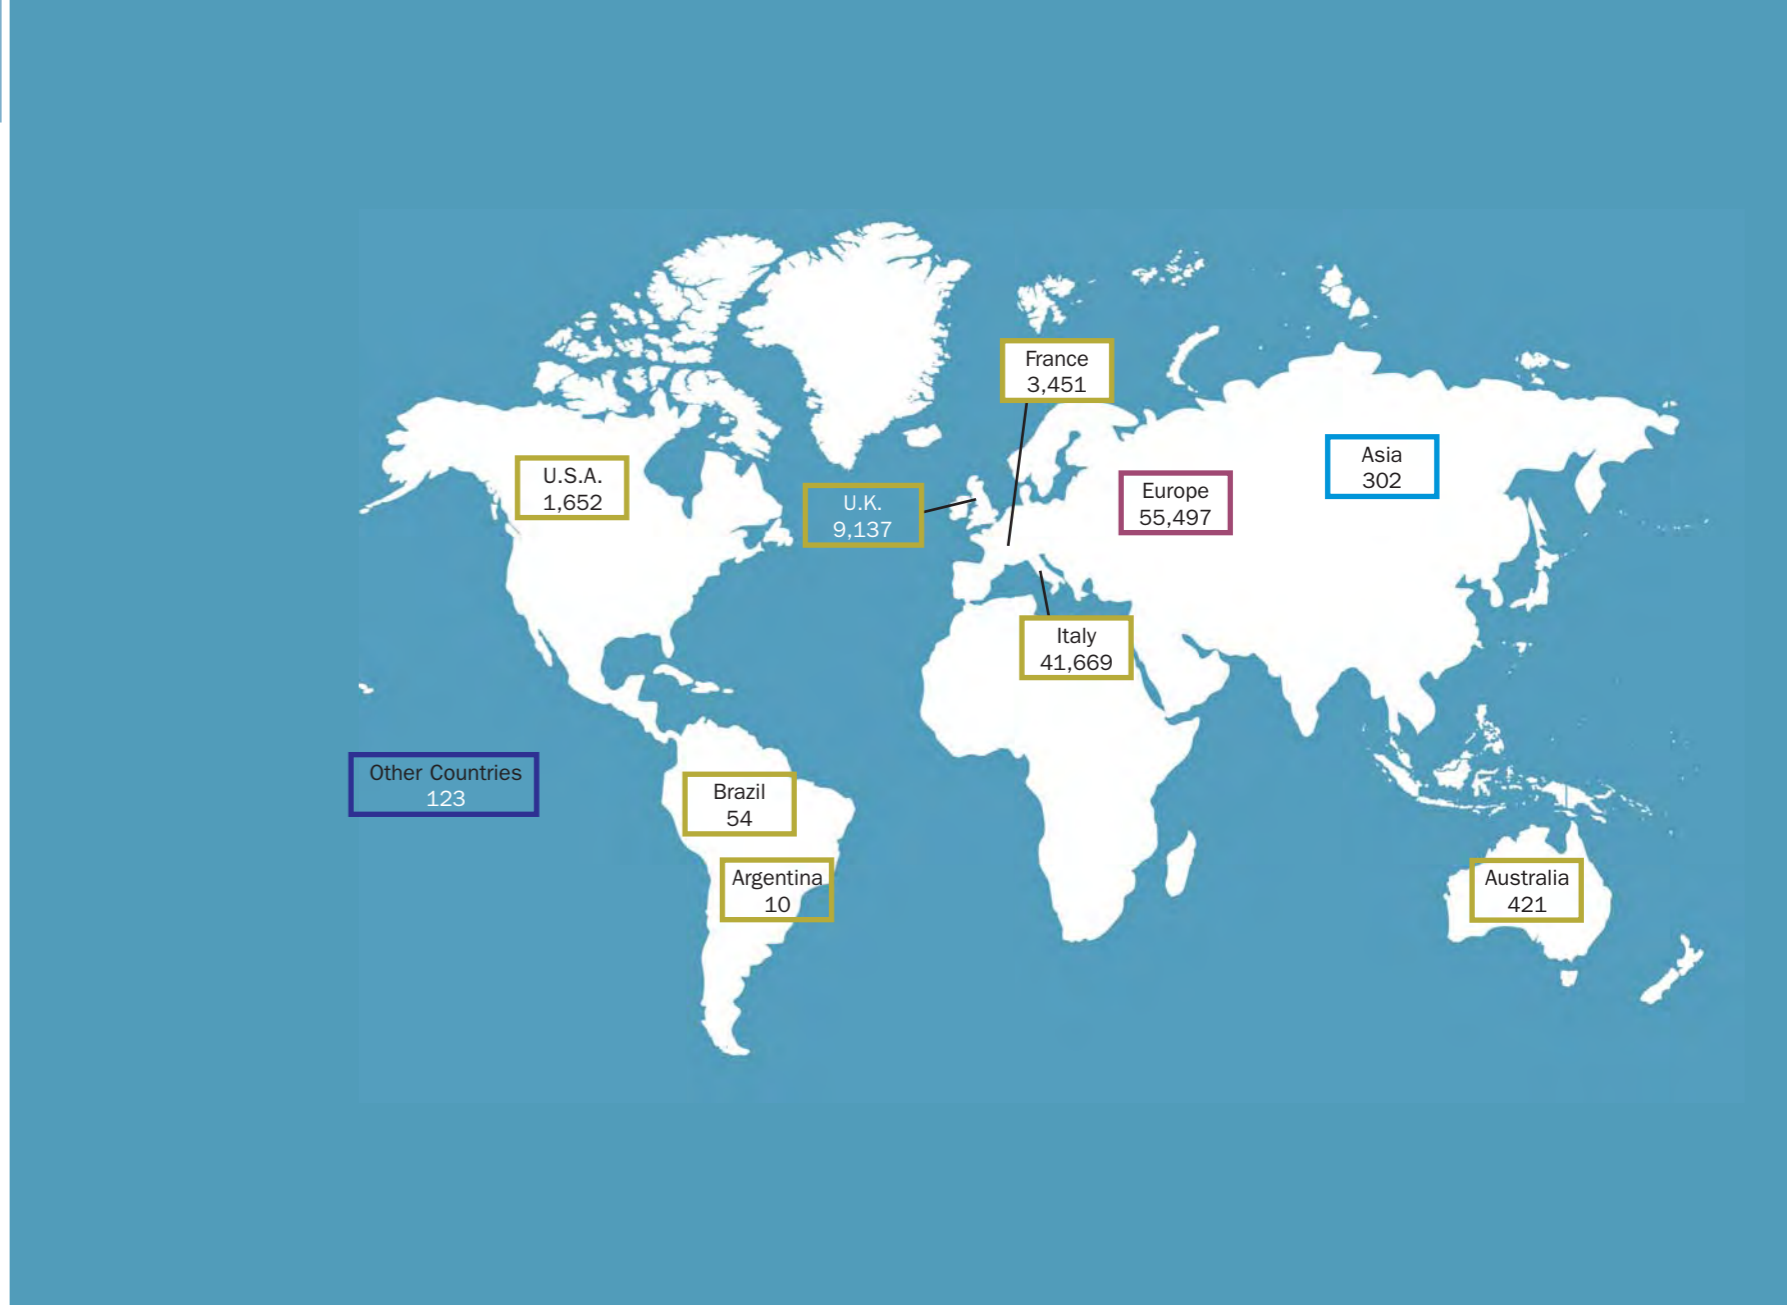 France
3,451
Asia
302
U.S.A.
1,652
Europe
55,497
U.K.
9,137
Italy
41,669
Other Countries
123
Brazil
54
Argentina
10
Australia
421